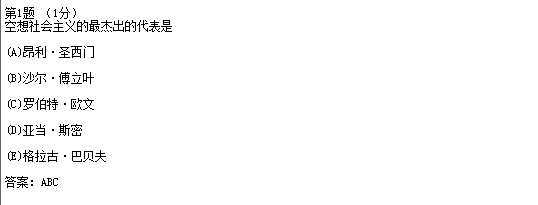 第1题 （1分）
空想社会主义的最杰出的代表是
(A)昂利·圣西门
(B)沙尔·傅立叶
(C)罗伯特·欧文
(D)亚当·斯密
(E)格拉古·巴贝夫
答案：ABC